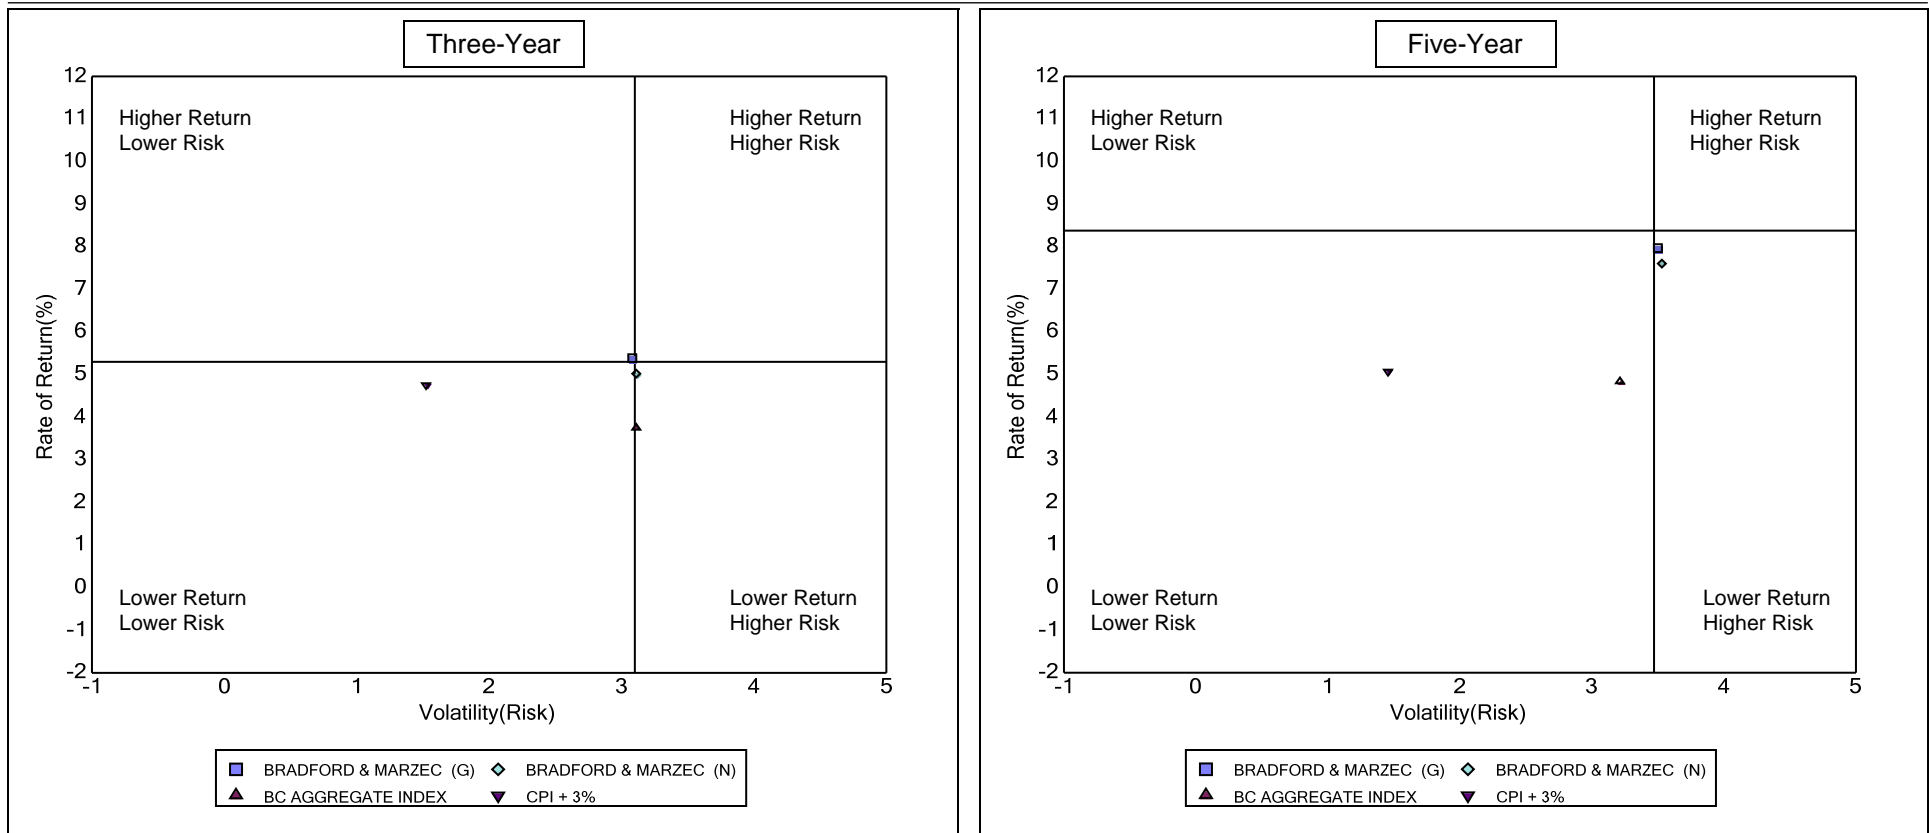 Three-Year
12
11
10
9
8
7
6
5
4
3
2
1
0
-1
-2
Rate of Return(%)
Higher Return
Lower Risk
Higher Return
Higher Risk
Lower Return
Lower Risk
Lower Return
Higher Risk
-1 0 1 2 3 4 5
Volatility(Risk)
BRADFORD & MARZEC (G) BRADFORD & MARZEC (N)
BC AGGREGATE INDEX CPI + 3%
Five-Year
12
11
10
9
8
7
6
5
4
3
2
1
0
-1
-2
Rate of Return(%)
Higher Return
Lower Risk
Higher Return
Higher Risk
Lower Return
Lower Risk
Lower Return
Higher Risk
-1 0 1 2 3 4 5
Volatility(Risk)
BRADFORD & MARZEC (G) BRADFORD & MARZEC (N)
BC AGGREGATE INDEX CPI + 3%